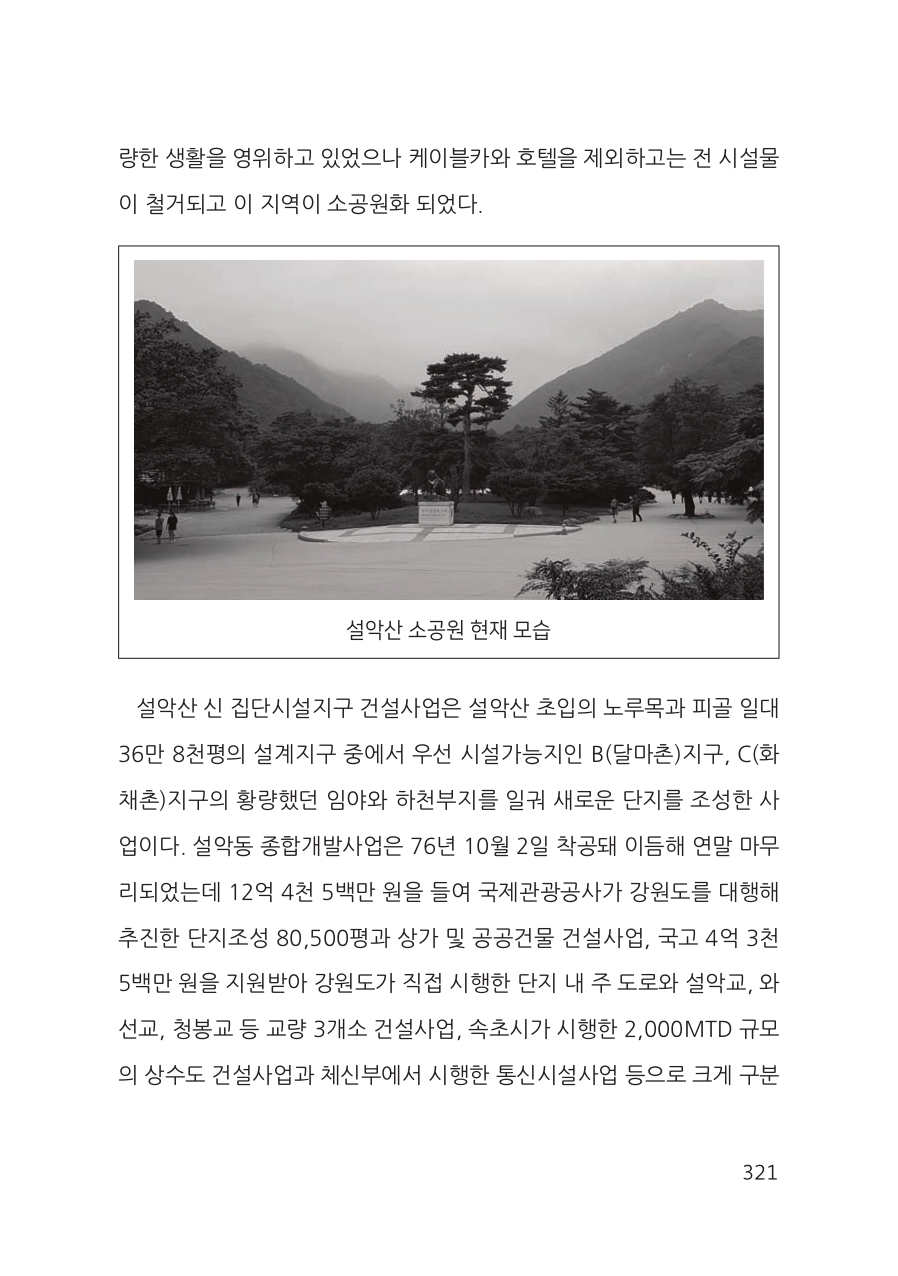 량한 생활을 영위하고 있었으나 케이블카와 호텔을 제외하고는 전 시설물
이 철거되고 이 지역이 소공원화 되었다.
설악산 소공원 현재 모습
설악산 신 집단시설지구 건설사업은 설악산 초입의 노루목과 피골 일대
36만 8천평의 설계지구 중에서 우선 시설가능지인 B(달마촌)지구, C(화
채촌)지구의 황량했던 임야와 하천부지를 일궈 새로운 단지를 조성한 사
업이다. 설악동 종합개발사업은 76년 10월 2일 착공돼 이듬해 연말 마무
리되었는데 12억 4천 5백만 원을 들여 국제관광공사가 강원도를 대행해
추진한 단지조성 80,500평과 상가 및 공공건물 건설사업, 국고 4억 3천
5백만 원을 지원받아 강원도가 직접 시행한 단지 내 주 도로와 설악교, 와
선교, 청봉교 등 교량 3개소 건설사업, 속초시가 시행한 2,000MTD 규모
의 상수도 건설사업과 체신부에서 시행한 통신시설사업 등으로 크게 구분
321